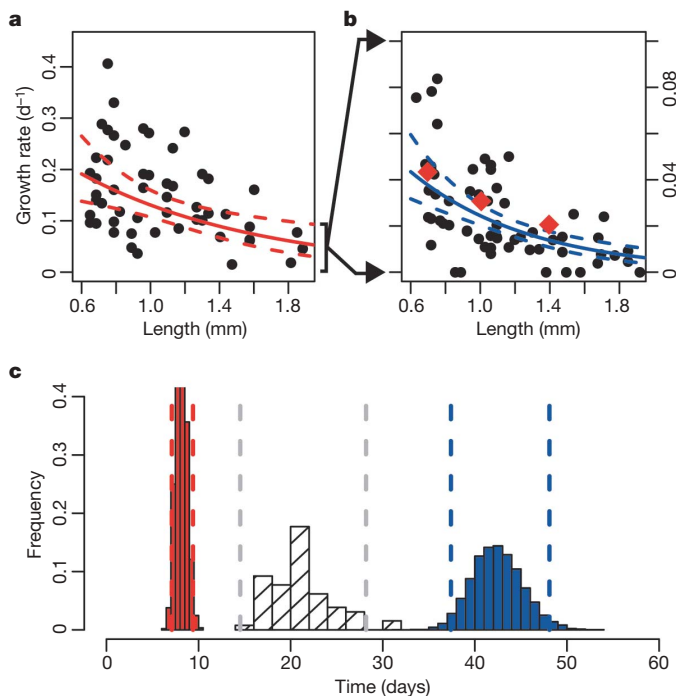 a
b
Growth rate (d⁻¹)
0.4
0.3
0.2
0.1
0
0.6 1.0 1.4 1.8
Length (mm)
0.08
0.04
0
0.6 1.0 1.4 1.8
Length (mm)
c
Frequency
0.4
0.3
0.2
0.1
0
0 10 20 30 40 50 60
Time (days)